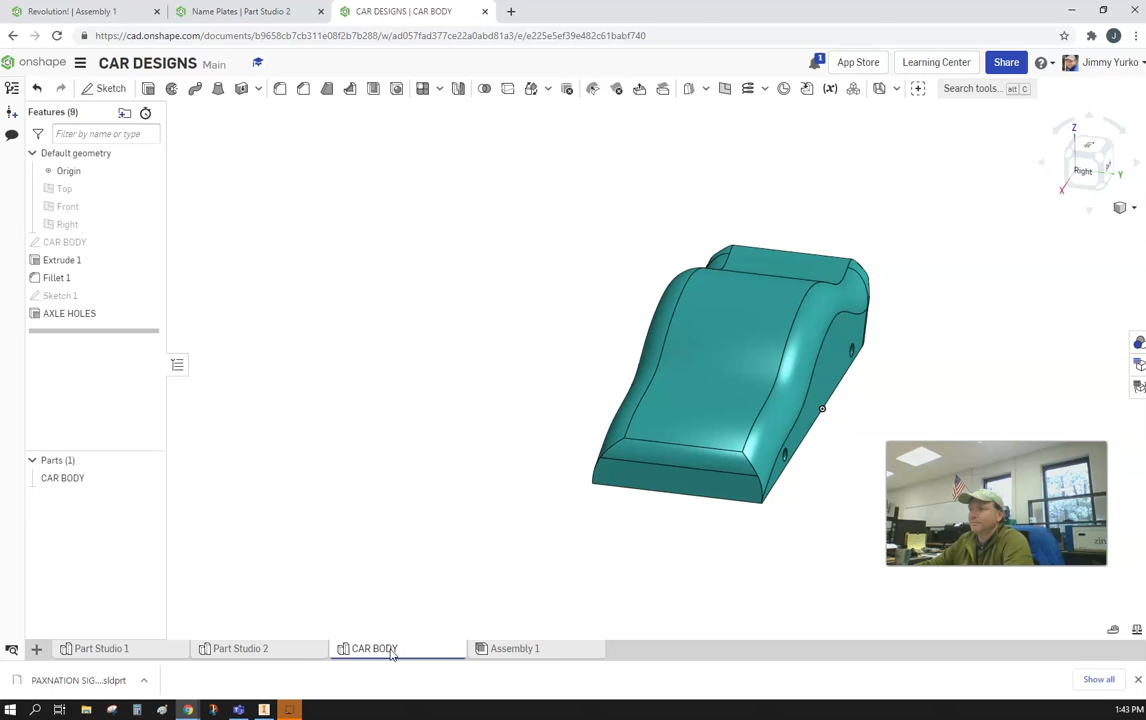 Revolution! | Assembly 1
Name Plates | Part Studio 2
CAR DESIGNS | CAR BODY
https://cad.onshape.com/documents/b9658cb7cb311e08f2b7b288/w/ad057fad377ce22a0abd81a3/e/e225e5ef39e482c61babf740
J
onshape
CAR DESIGNS
Main
1
App Store
Learning Center
Share
Jimmy Yurko
Sketch
Search tools...
alt C
Features (9)
Filter by name or type
Default geometry
Origin
Top
Front
Right
CAR BODY
Extrude 1
Fillet 1
Sketch 1
AXLE HOLES
Parts (1)
CAR BODY
Z
Right
Y
X
Part Studio 1
Part Studio 2
CAR BODY
Assembly 1
PAXNATION SIG....sldprt
Show all
1:43 PM